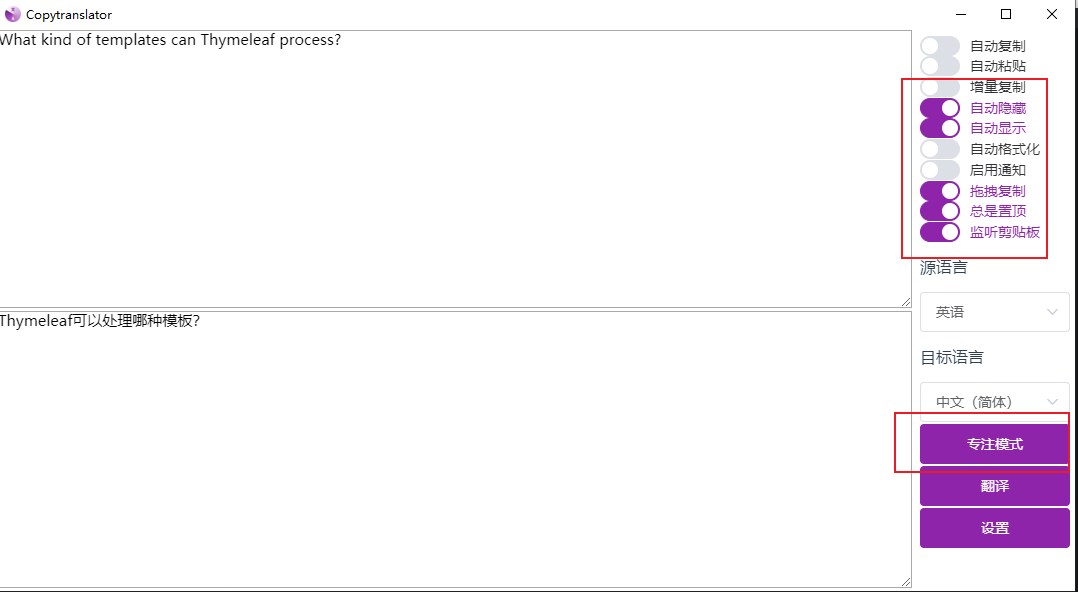 Copytranslator
What kind of templates can Thymeleaf process?
Thymeleaf可以处理哪种模板?
自动复制
自动粘贴
增量复制
自动隐藏
自动显示
自动格式化
启用通知
拖拽复制
总是置顶
监听剪贴板
源语言
英语
目标语言
中文（简体）
专注模式
翻译
设置